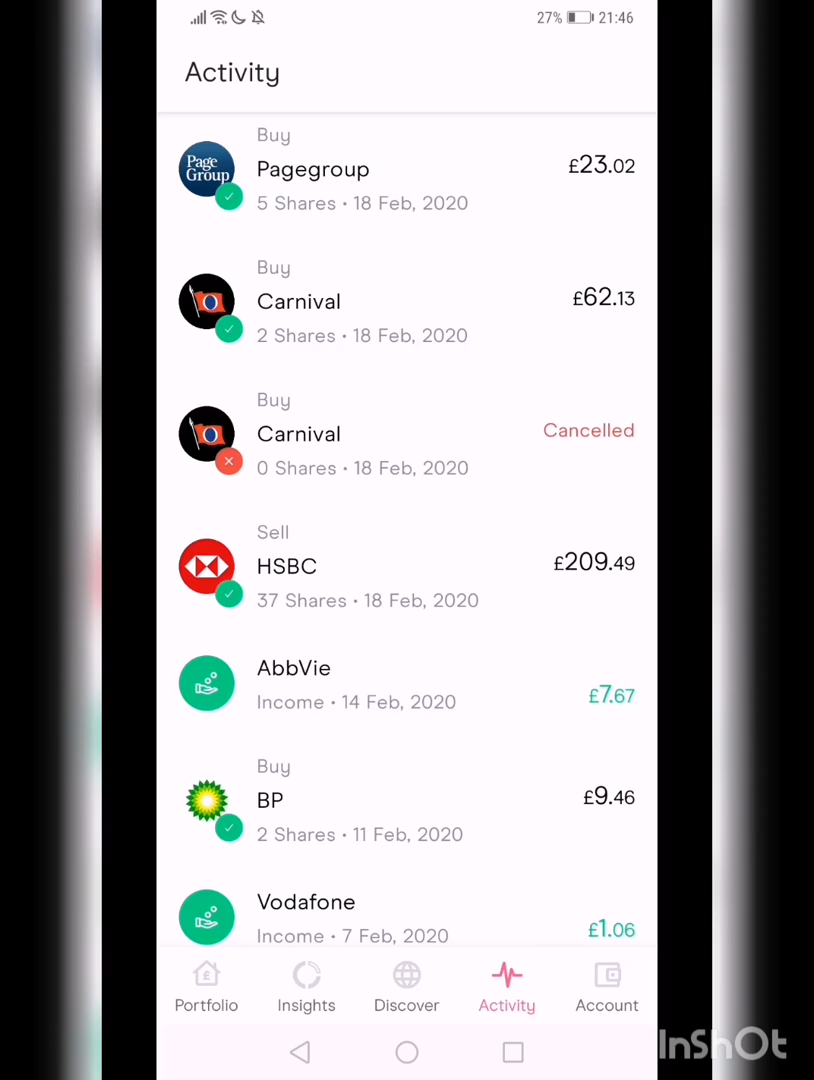 27% 21:46
Activity
Buy
Page Group
Pagegroup
£23.02
5 Shares • 18 Feb, 2020
Buy
Carnival
£62.13
2 Shares • 18 Feb, 2020
Buy
Carnival
Cancelled
0 Shares • 18 Feb, 2020
Sell
HSBC
£209.49
37 Shares • 18 Feb, 2020
AbbVie
Income • 14 Feb, 2020
£7.67
Buy
BP
£9.46
2 Shares • 11 Feb, 2020
Vodafone
Income • 7 Feb, 2020
£1.06
£
Portfolio Insights Discover Activity Account
InShOt